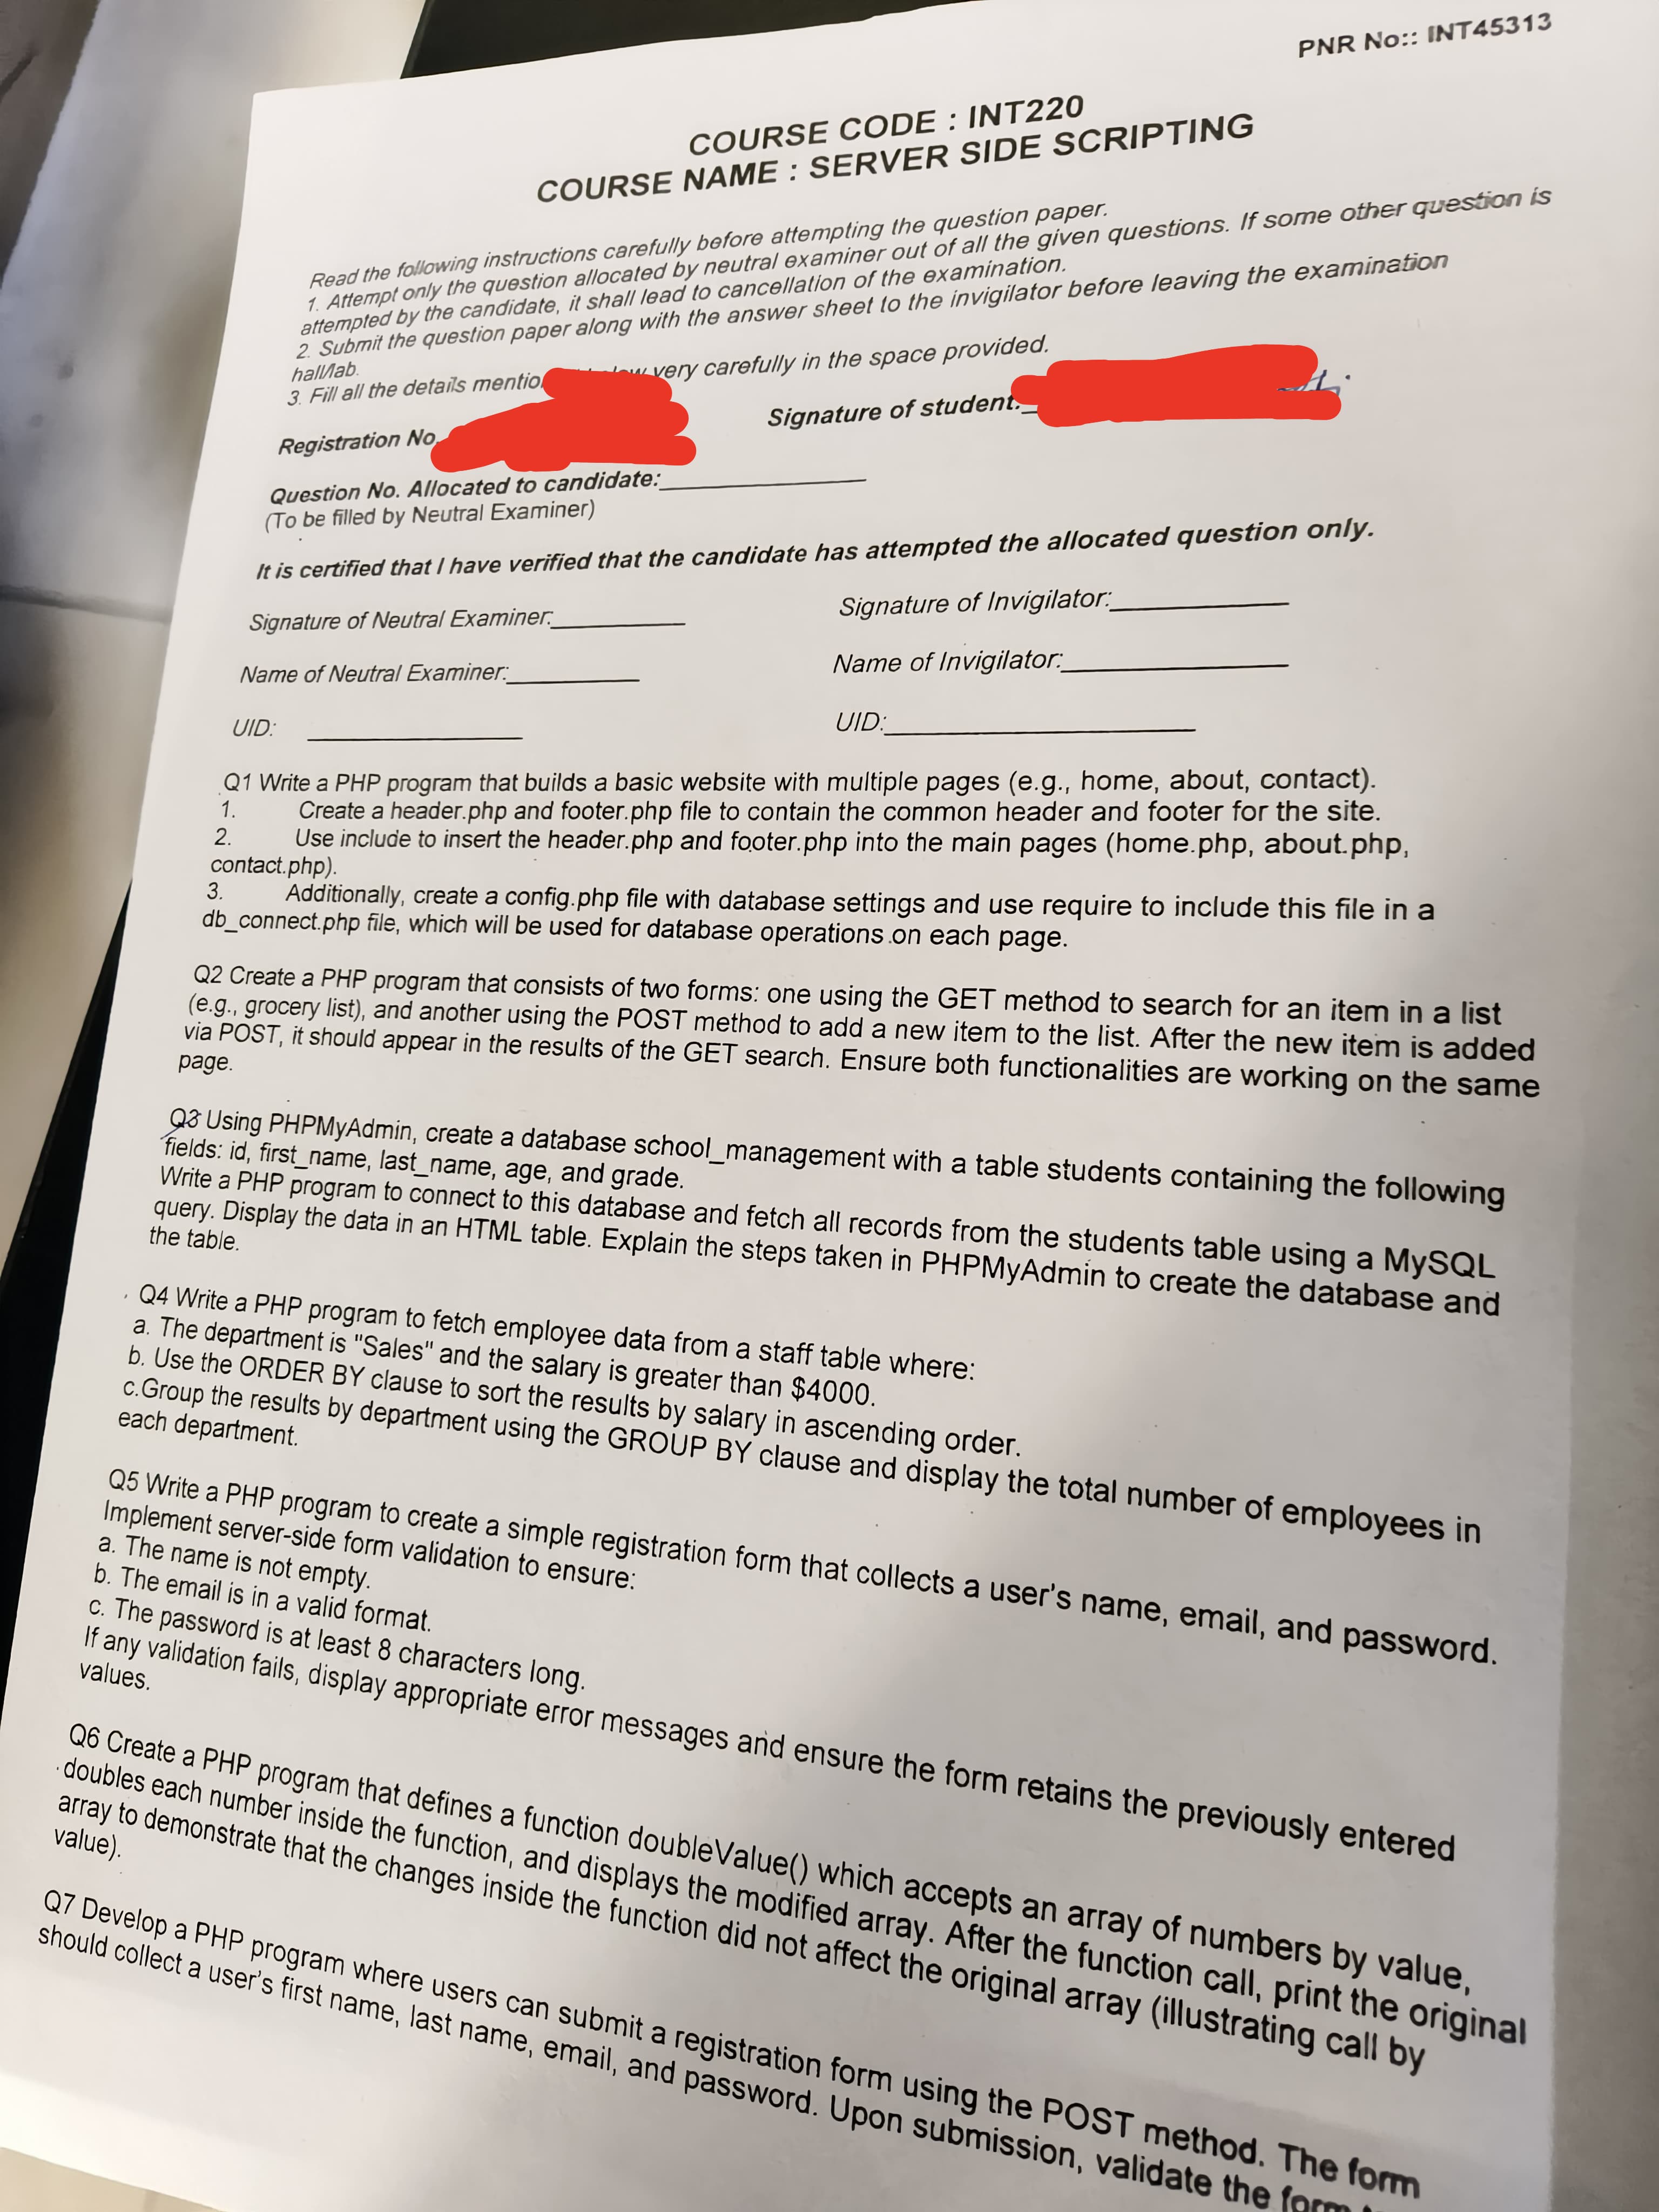 PNR No:: INT45313
COURSE CODE : INT220
COURSE NAME : SERVER SIDE SCRIPTING
Read the following instructions carefully before attempting the question paper.
1. Attempt only the question allocated by neutral examiner out of all the given questions. If some other question is
attempted by the candidate, it shall lead to cancellation of the examination.
2. Submit the question paper along with the answer sheet to the invigilator before leaving the examination
hall/lab.
3. Fill all the details very carefully in the space provided.
Registration No. Signature of student:
Question No. Allocated to candidate:
(To be filled by Neutral Examiner)
It is certified that I have verified that the candidate has attempted the allocated question only.
Signature of Neutral Examiner: Signature of Invigilator:
Name of Neutral Examiner: Name of Invigilator:
UID: UID:
Q1 Write a PHP program that builds a basic website with multiple pages (e.g., home, about, contact).
1. Create a header.php and footer.php file to contain the common header and footer for the site.
2. Use include to insert the header.php and footer.php into the main pages (home.php, about.php,
contact.php).
3. Additionally, create a config.php file with database settings and use require to include this file in a
db_connect.php file, which will be used for database operations on each page.
Q2 Create a PHP program that consists of two forms: one using the GET method to search for an item in a list
(e.g., grocery list), and another using the POST method to add a new item to the list. After the new item is added
via POST, it should appear in the results of the GET search. Ensure both functionalities are working on the same
page.
Q3 Using PHPMyAdmin, create a database school_management with a table students containing the following
fields: id, first_name, last_name, age, and grade.
Write a PHP program to connect to this database and fetch all records from the students table using a MySQL
query. Display the data in an HTML table. Explain the steps taken in PHPMyAdmin to create the database and
the table.
Q4 Write a PHP program to fetch employee data from a staff table where:
a. The department is "Sales" and the salary is greater than $4000.
b. Use the ORDER BY clause to sort the results by salary in ascending order.
c.Group the results by department using the GROUP BY clause and display the total number of employees in
each department.
Q5 Write a PHP program to create a simple registration form that collects a user's name, email, and password.
Implement server-side form validation to ensure:
a. The name is not empty.
b. The email is in a valid format.
c. The password is at least 8 characters long.
If any validation fails, display appropriate error messages and ensure the form retains the previously entered
values.
Q6 Create a PHP program that defines a function doubleValue() which accepts an array of numbers by value,
doubles each number inside the function, and displays the modified array. After the function call, print the original
array to demonstrate that the changes inside the function did not affect the original array (illustrating call by
value).
Q7 Develop a PHP program where users can submit a registration form using the POST method. The form
should collect a user's first name, last name, email, and password. Upon submission, validate the form